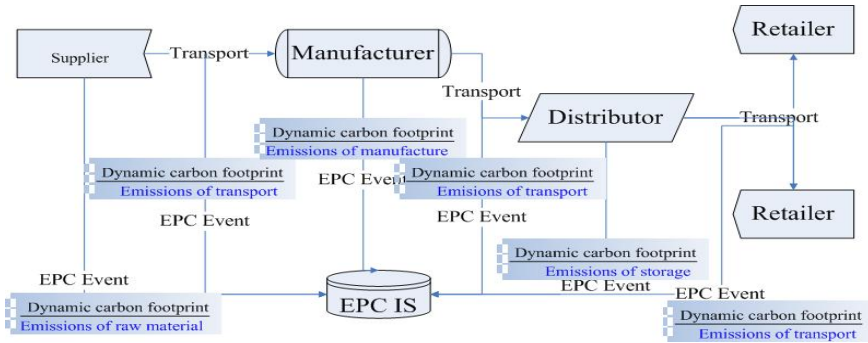 Retailer
Supplier
Transport
Manufacturer
Transport
Distributor
Transport
Dynamic carbon footprint
Emissions of manufacture
Dynamic carbon footprint
Emissions of transport
EPC Event
Dynamic carbon footprint
Emisions of transport
EPC Event
EPC Event
Retailer
Dynamic carbon footprint
Emissions of storage
EPC Event
EPC IS
EPC Event
EPC Event
Dynamic carbon footprint
Emissions of raw material
Dynamic carbon footprint
Emissions of transport